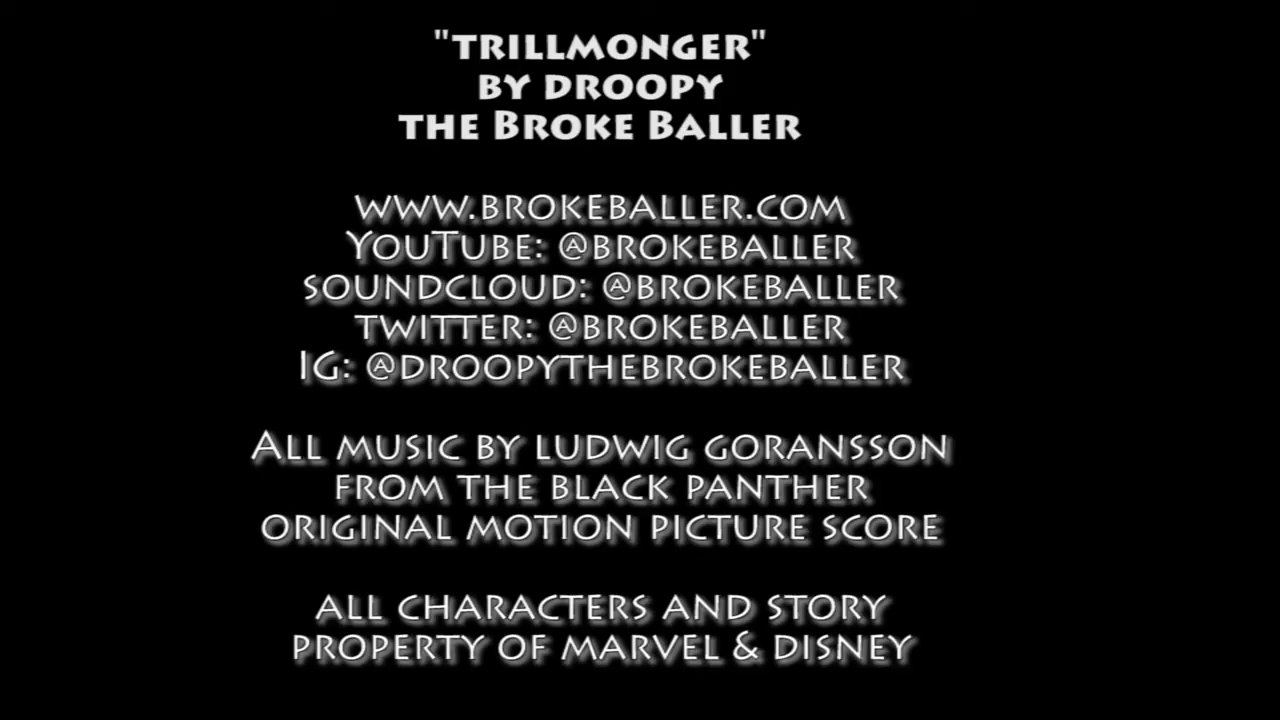 "TRILLMONGER"
BY DROOPY
THE BROKE BALLER
WWW.BROKEBALLER.COM
YOUTUBE: @BROKEBALLER
SOUNDCLOUD: @BROKEBALLER
TWITTER: @BROKEBALLER
IG: @DROOPYTHEBROKEBALLER
ALL MUSIC BY LUDWIG GORANSSON
FROM THE BLACK PANTHER
ORIGINAL MOTION PICTURE SCORE
ALL CHARACTERS AND STORY
PROPERTY OF MARVEL & DISNEY